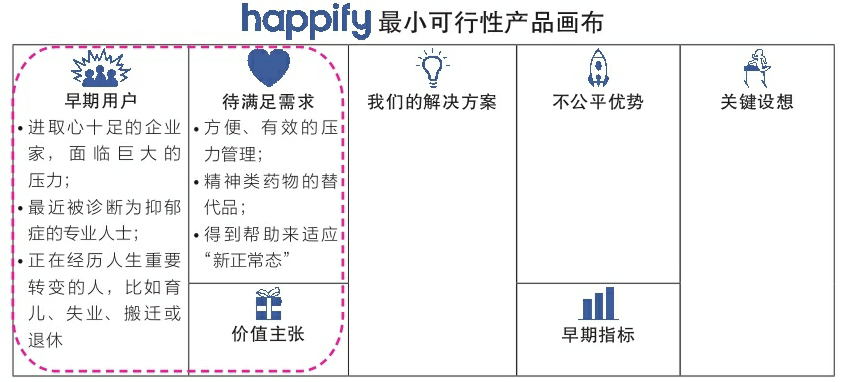 happify 最小可行性产品画布
早期用户
• 进取心十足的企业
家，面临巨大的
压力；
• 最近被诊断为抑郁
症的专业人士；
• 正在经历人生重要
转变的人，比如育
儿、失业、搬迁或
退休
待满足需求
• 方便、有效的压
力管理；
• 精神类药物的替
代品；
• 得到帮助来适应
“新正常态”
价值主张
我们的解决方案
不公平优势
早期指标
关键设想